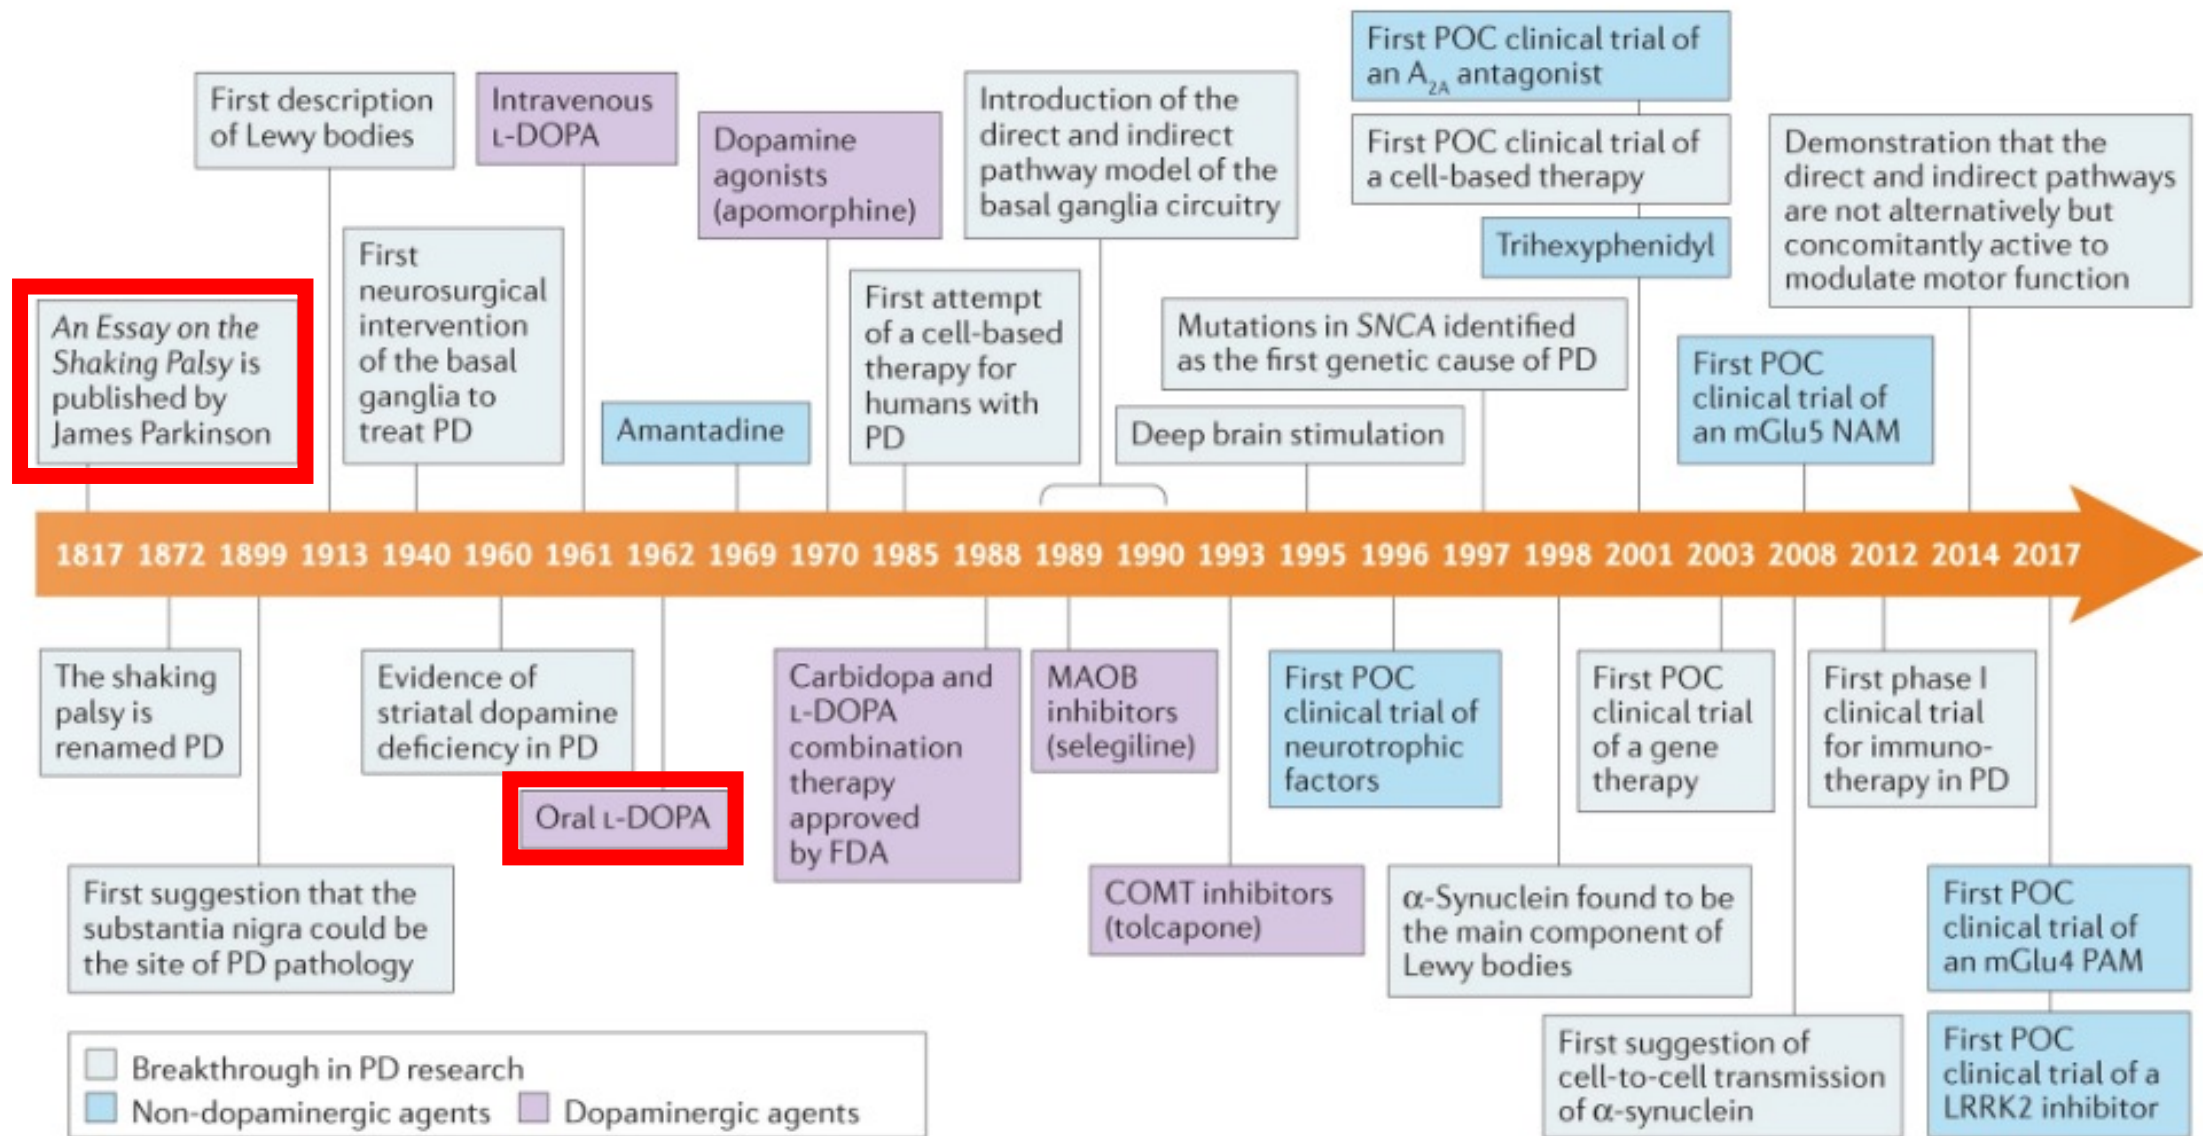 First description
of Lewy bodies
Intravenous
L-DOPA
Dopamine
agonists
(apomorphine)
Introduction of the
direct and indirect
pathway model of the
basal ganglia circuitry
First POC clinical trial of
an A2A antagonist
First POC clinical trial of
a cell-based therapy
Trihexyphenidyl
Demonstration that the
direct and indirect pathways
are not alternatively but
concomitantly active to
modulate motor function
An Essay on the
Shaking Palsy is
published by
James Parkinson
First
neurosurgical
intervention
of the basal
ganglia to
treat PD
Amantadine
First attempt
of a cell-based
therapy for
humans with
PD
Mutations in SNCA identified
as the first genetic cause of PD
Deep brain stimulation
First POC
clinical trial of
an mGlu5 NAM
1817 1872 1899 1913 1940 1960 1961 1962 1969 1970 1985 1988 1989 1990 1993 1995 1996 1997 1998 2001 2003 2008 2012 2014 2017
The shaking
palsy is
renamed PD
Evidence of
striatal dopamine
deficiency in PD
Oral L-DOPA
Carbidopa and
L-DOPA
combination
therapy
approved
by FDA
MAOB
inhibitors
(selegiline)
First POC
clinical trial of
neurotrophic
factors
First POC
clinical trial
of a gene
therapy
First phase I
clinical trial
for immuno-
therapy in PD
First suggestion that the
substantia nigra could be
the site of PD pathology
COMT inhibitors
(tolcapone)
α-Synuclein found to be
the main component of
Lewy bodies
First POC
clinical trial of
an mGlu4 PAM
First suggestion of
cell-to-cell transmission
of α-synuclein
First POC
clinical trial of a
LRRK2 inhibitor
Breakthrough in PD research
Non-dopaminergic agents
Dopaminergic agents